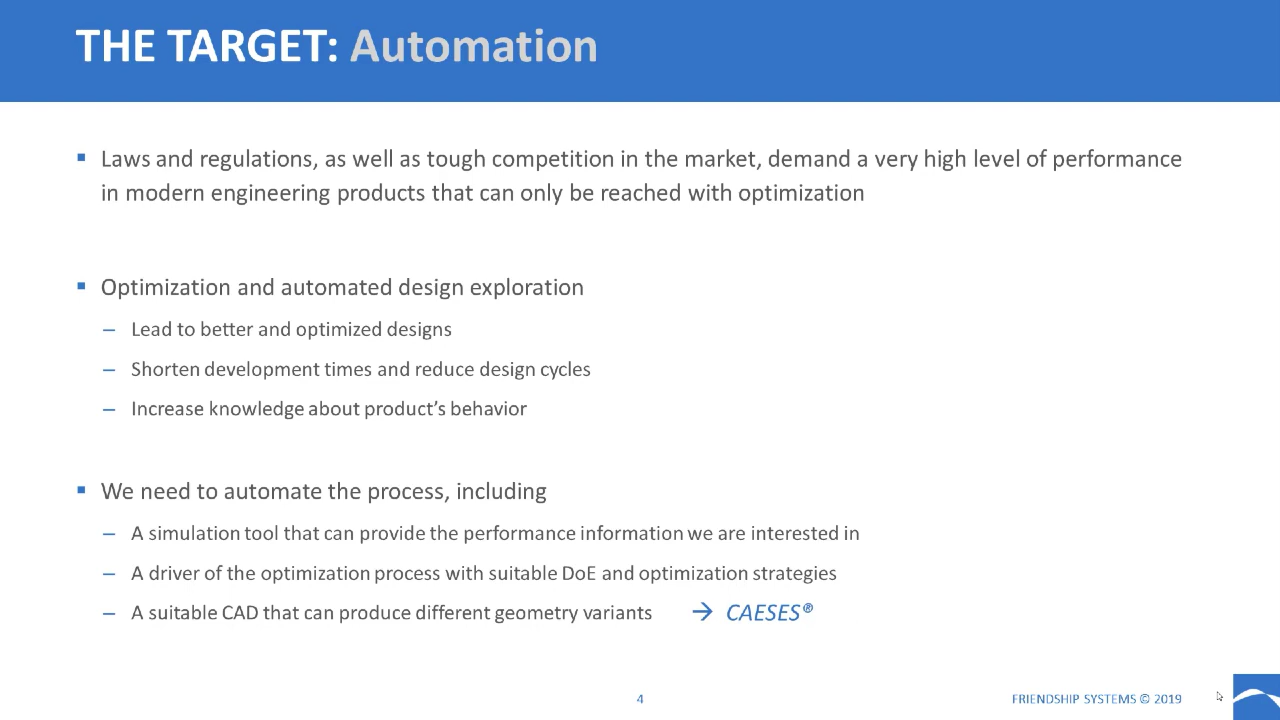 THE TARGET: Automation
▪ Laws and regulations, as well as tough competition in the market, demand a very high level of performance
in modern engineering products that can only be reached with optimization
▪ Optimization and automated design exploration
– Lead to better and optimized designs
– Shorten development times and reduce design cycles
– Increase knowledge about product’s behavior
▪ We need to automate the process, including
– A simulation tool that can provide the performance information we are interested in
– A driver of the optimization process with suitable DoE and optimization strategies
– A suitable CAD that can produce different geometry variants → CAESES®
4
FRIENDSHIP SYSTEMS © 2019